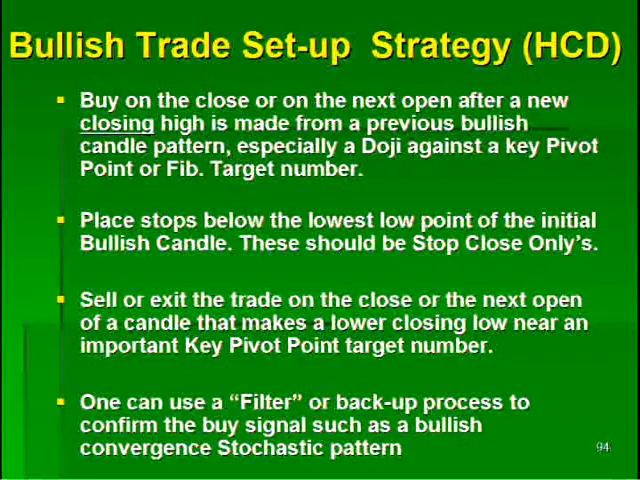 Bullish Trade Set-up Strategy (HCD)
▪ Buy on the close or on the next open after a new
closing high is made from a previous bullish
candle pattern, especially a Doji against a key Pivot
Point or Fib. Target number.
▪ Place stops below the lowest low point of the initial
Bullish Candle. These should be Stop Close Only’s.
▪ Sell or exit the trade on the close or the next open
of a candle that makes a lower closing low near an
important Key Pivot Point target number.
▪ One can use a “Filter” or back-up process to
confirm the buy signal such as a bullish
convergence Stochastic pattern
94